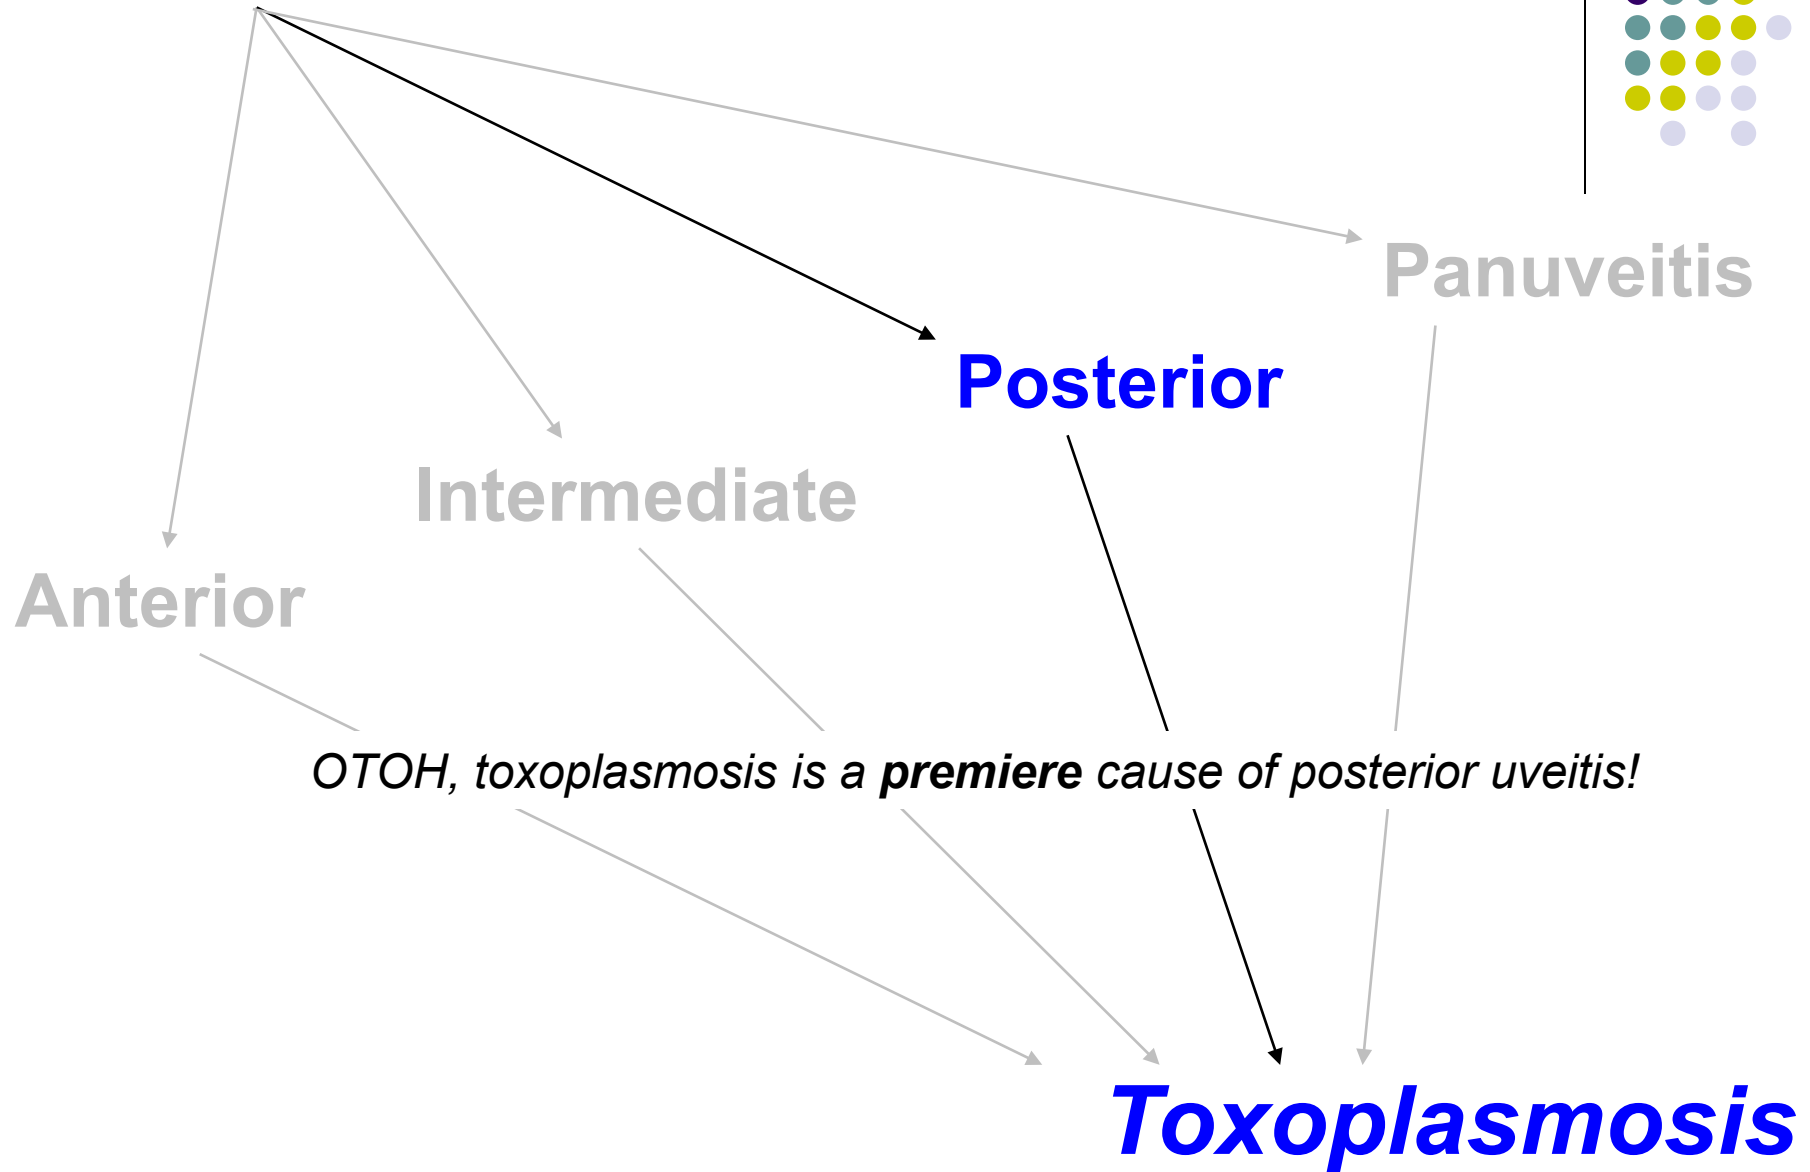 Panuveitis
Posterior
Intermediate
Anterior
OTOH, toxoplasmosis is a premiere cause of posterior uveitis!
Toxoplasmosis